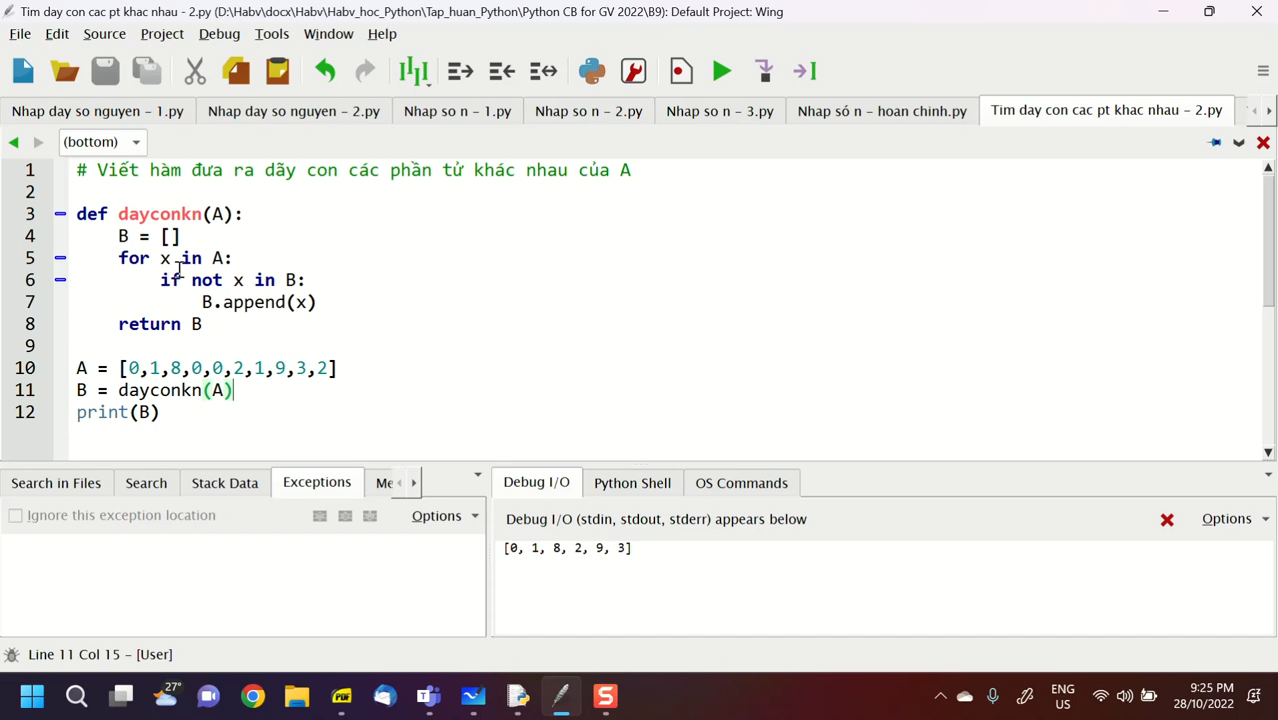 Tim day con cac pt khac nhau - 2.py (D:\Habv\docx\Habv\Habv_hoc_Python\Tap_huan_Python\Python CB for GV 2022\B9): Default Project: Wing
File Edit Source Project Debug Tools Window Help
Nhap day so nguyen - 1.py Nhap day so nguyen - 2.py Nhap so n - 1.py Nhap so n - 2.py Nhap so n - 3.py Nhap só n - hoan chinh.py Tim day con cac pt khac nhau - 2.py
(bottom)
1 # Viết hàm đưa ra dãy con các phần tử khác nhau của A
2
3 def dayconkn(A):
4 B = []
5 for x in A:
6 if not x in B:
7 B.append(x)
8 return B
9
10 A = [0,1,8,0,0,2,1,9,3,2]
11 B = dayconkn(A)
12 print(B)
Search in Files Search Stack Data Exceptions Me Debug I/O Python Shell OS Commands
Ignore this exception location Options Debug I/O (stdin, stdout, stderr) appears below Options
[0, 1, 8, 2, 9, 3]
Line 11 Col 15 - [User]
27°
PDF
S
ENG
US
9:25 PM
28/10/2022